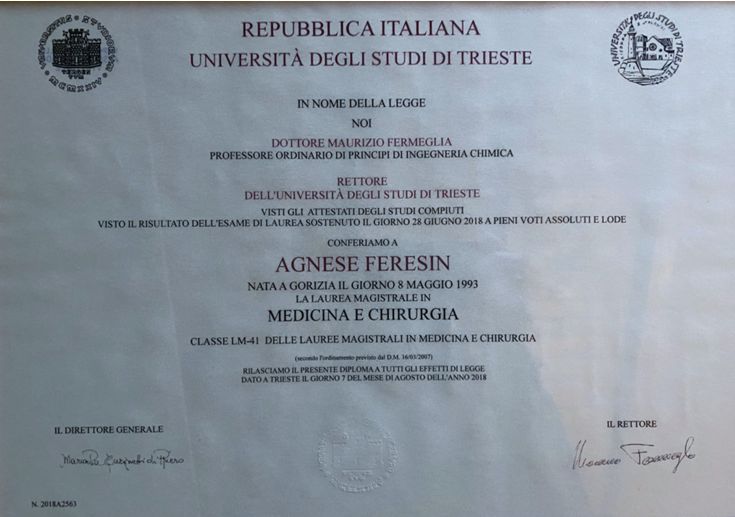 REPUBBLICA ITALIANA
UNIVERSITÀ DEGLI STUDI DI TRIESTE
IN NOME DELLA LEGGE
NOI
DOTTORE MAURIZIO FERMEGLIA
PROFESSORE ORDINARIO DI PRINCIPI DI INGEGNERIA CHIMICA
RETTORE
DELL'UNIVERSITÀ DEGLI STUDI DI TRIESTE
VISTI GLI ATTESTATI DEGLI STUDI COMPIUTI
VISTO IL RISULTATO DELL'ESAME DI LAUREA SOSTENUTO IL GIORNO 28 GIUGNO 2018 A PIENI VOTI ASSOLUTI E LODE
CONFERIAMO A
AGNESE FERESIN
NATA A GORIZIA IL GIORNO 8 MAGGIO 1993
LA LAUREA MAGISTRALE IN
MEDICINA E CHIRURGIA
CLASSE LM-41 DELLE LAUREE MAGISTRALI IN MEDICINA E CHIRURGIA
(secondo l'ordinamento previsto dal D.M. 16/03/2007)
RILASCIAMO IL PRESENTE DIPLOMA A TUTTI GLI EFFETTI DI LEGGE
DATO A TRIESTE IL GIORNO 7 DEL MESE DI AGOSTO DELL'ANNO 2018
IL DIRETTORE GENERALE
IL RETTORE
N. 2018A2563